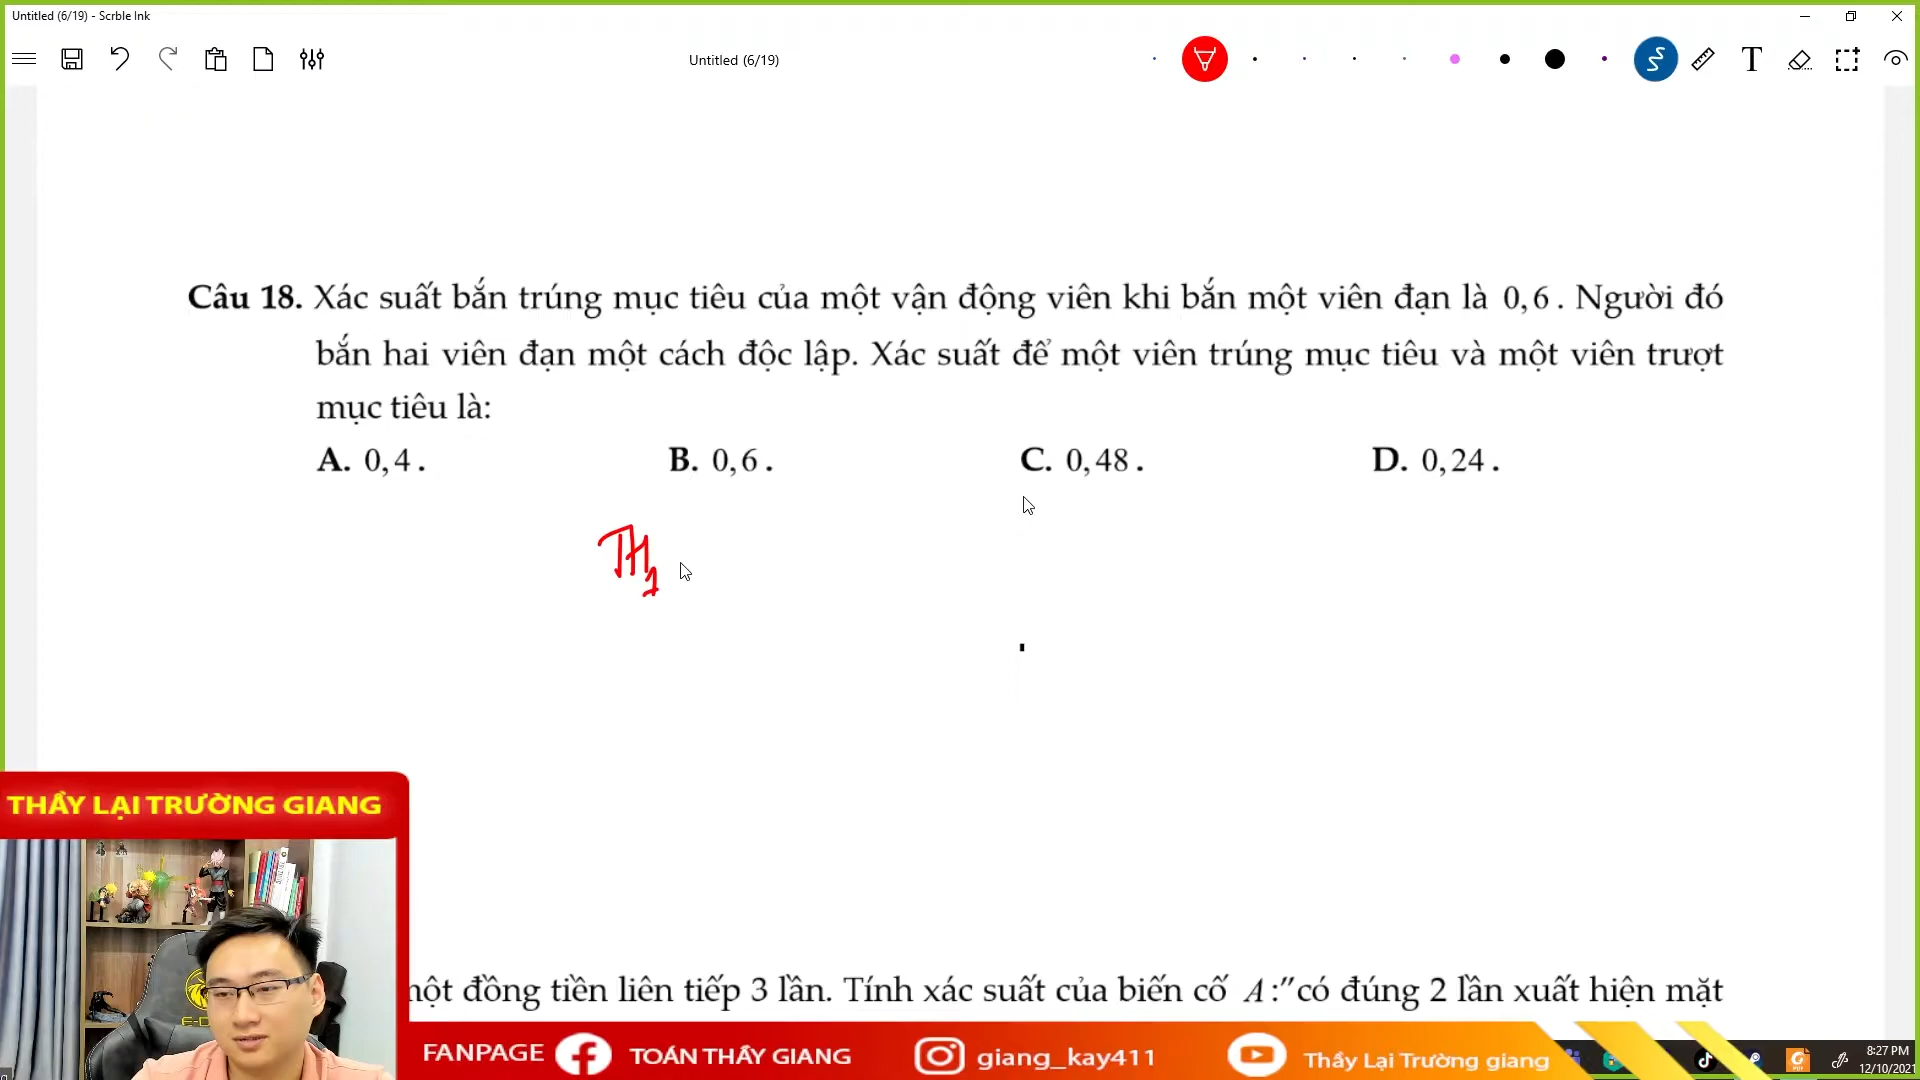 Untitled (6/19) - Scrble Ink
Untitled (6/19)
T
Câu 18. Xác suất bắn trúng mục tiêu của một vận động viên khi bắn một viên đạn là 0,6. Người đó
bắn hai viên đạn một cách độc lập. Xác suất để một viên trúng mục tiêu và một viên trượt
mục tiêu là:
A. 0,4. B. 0,6. C. 0,48. D. 0,24.
TH1
THẦY LẠI TRƯỜNG GIANG
một đồng tiền liên tiếp 3 lần. Tính xác suất của biến cố A:"có đúng 2 lần xuất hiện mặt
FANPAGE TOÁN THẦY GIANG giang_kay411 Thầy Lại Trường giang
8:27 PM
12/10/2021